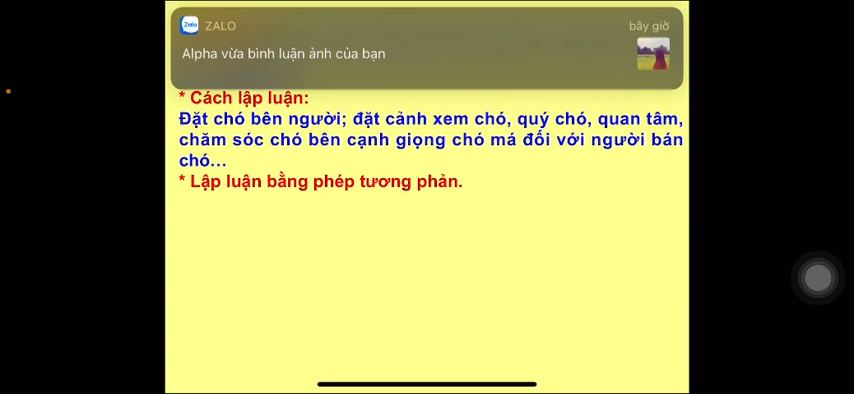 Zalo
ZALO
bây giờ
Alpha vừa bình luận ảnh của bạn
* Cách lập luận:
Đặt chó bên người; đặt cảnh xem chó, quý chó, quan tâm,
chăm sóc chó bên cạnh giọng chó má đối với người bán
chó...
* Lập luận bằng phép tương phản.